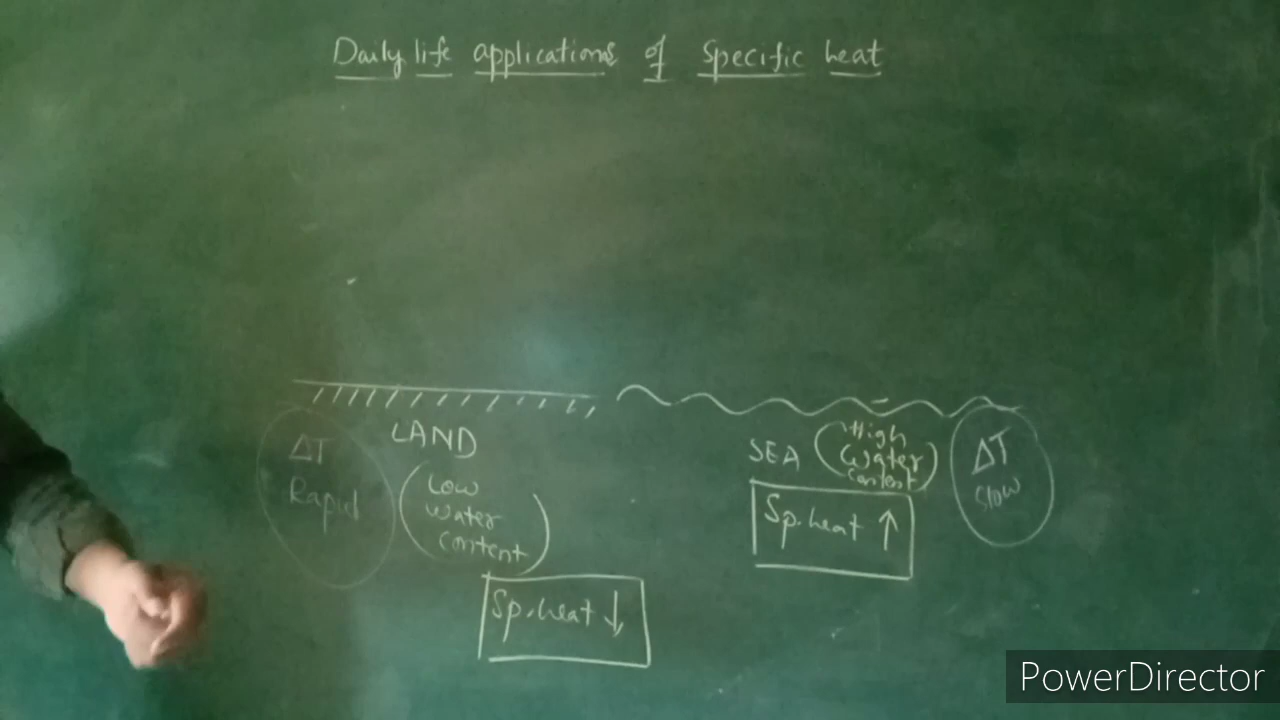 Daily life applications of specific heat
LAND
(Low
water
content)
Sp. heat ↓
ΔT
Rapid
SEA (High
water
content)
Sp. heat ↑
ΔT
slow
PowerDirector